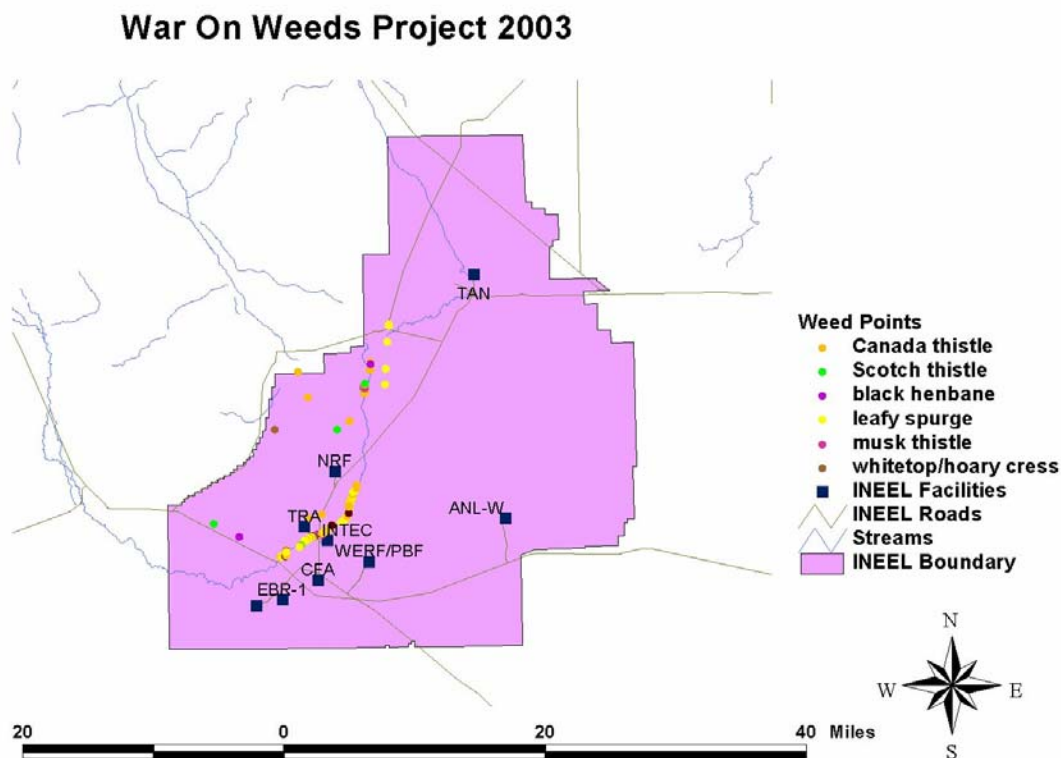 War On Weeds Project 2003
TAN
NRF
TRA
INTEC
ANL-W
WERF/PBF
CFA
EBR-1
Weed Points
Canada thistle
Scotch thistle
black henbane
leafy spurge
musk thistle
whitetop/hoary cress
INEEL Facilities
INEEL Roads
Streams
INEEL Boundary
N
W E
S
20 0 20 40 Miles